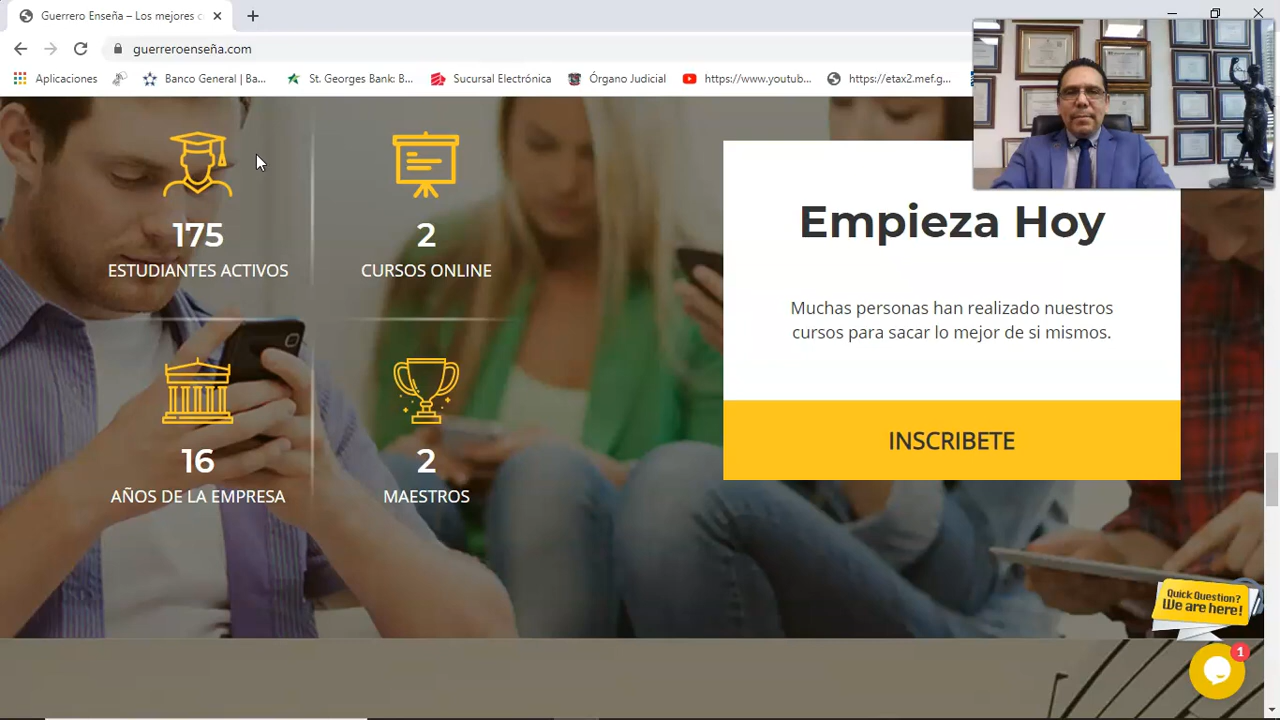 Guerrero Enseña – Los mejores c
guerreroenseña.com
Aplicaciones
Banco General | Ba...
St. Georges Bank: B...
Sucursal Electrónica
Órgano Judicial
https://www.youtub...
https://etax2.mef.g...
175
ESTUDIANTES ACTIVOS
2
CURSOS ONLINE
16
AÑOS DE LA EMPRESA
2
MAESTROS
Empieza Hoy
Muchas personas han realizado nuestros
cursos para sacar lo mejor de si mismos.
INSCRIBETE
Quick Question?
We are here!
1